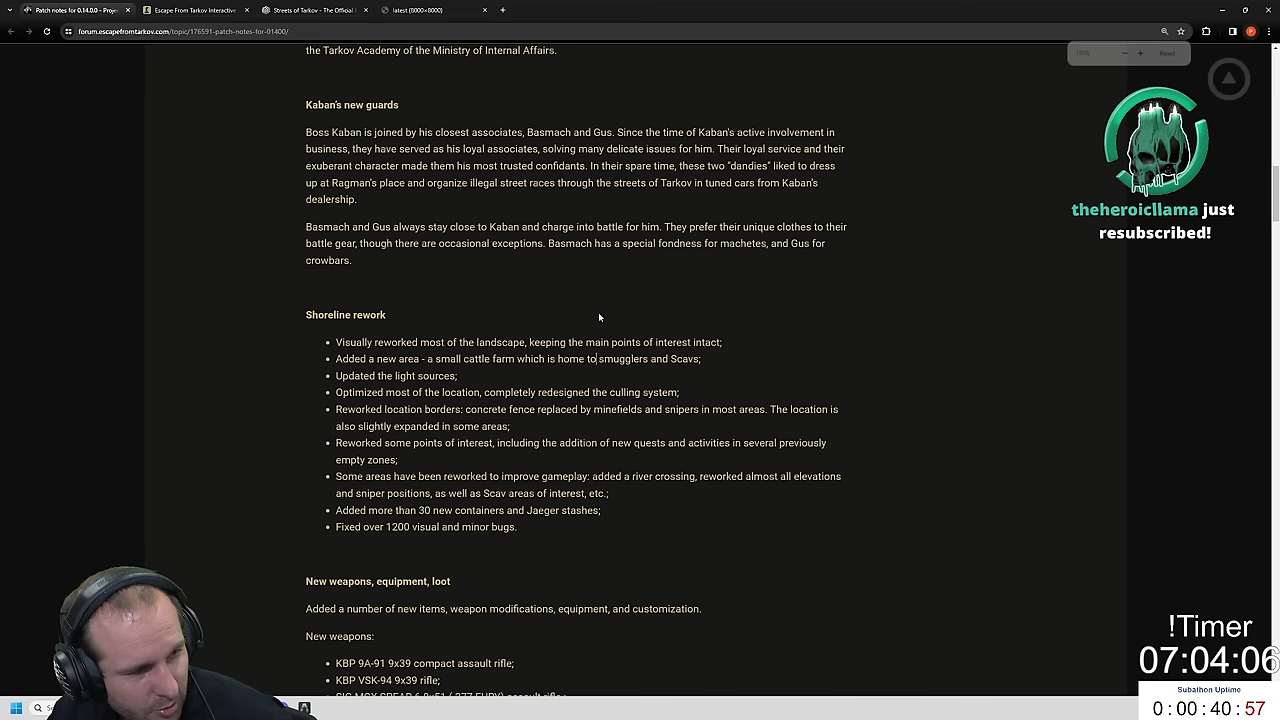 Patch notes for 0.14.0.0 - Proje
Escape From Tarkov Interactive
Streets of Tarkov - The Official
latest (8000×8000)
forum.escapefromtarkov.com/topic/176591-patch-notes-for-01400/
Reset
the Tarkov Academy of the Ministry of Internal Affairs.
Kaban's new guards
Boss Kaban is joined by his closest associates, Basmach and Gus. Since the time of Kaban's active involvement in
business, they have served as his loyal associates, solving many delicate issues for him. Their loyal service and their
exuberant character made them his most trusted confidants. In their spare time, these two "dandies" liked to dress
up at Ragman's place and organize illegal street races through the streets of Tarkov in tuned cars from Kaban's
dealership.
Basmach and Gus always stay close to Kaban and charge into battle for him. They prefer their unique clothes to their
battle gear, though there are occasional exceptions. Basmach has a special fondness for machetes, and Gus for
crowbars.
theheroicllama just
resubscribed!
Shoreline rework
Visually reworked most of the landscape, keeping the main points of interest intact;
Added a new area - a small cattle farm which is home to smugglers and Scavs;
Updated the light sources;
Optimized most of the location, completely redesigned the culling system;
Reworked location borders: concrete fence replaced by minefields and snipers in most areas. The location is
also slightly expanded in some areas;
Reworked some points of interest, including the addition of new quests and activities in several previously
empty zones;
Some areas have been reworked to improve gameplay: added a river crossing, reworked almost all elevations
and sniper positions, as well as Scav areas of interest, etc.;
Added more than 30 new containers and Jaeger stashes;
Fixed over 1200 visual and minor bugs.
New weapons, equipment, loot
Added a number of new items, weapon modifications, equipment, and customization.
New weapons:
KBP 9A-91 9x39 compact assault rifle;
KBP VSK-94 9x39 rifle;
!Timer
07:04:06
Subathon Uptime
0:00:40:57